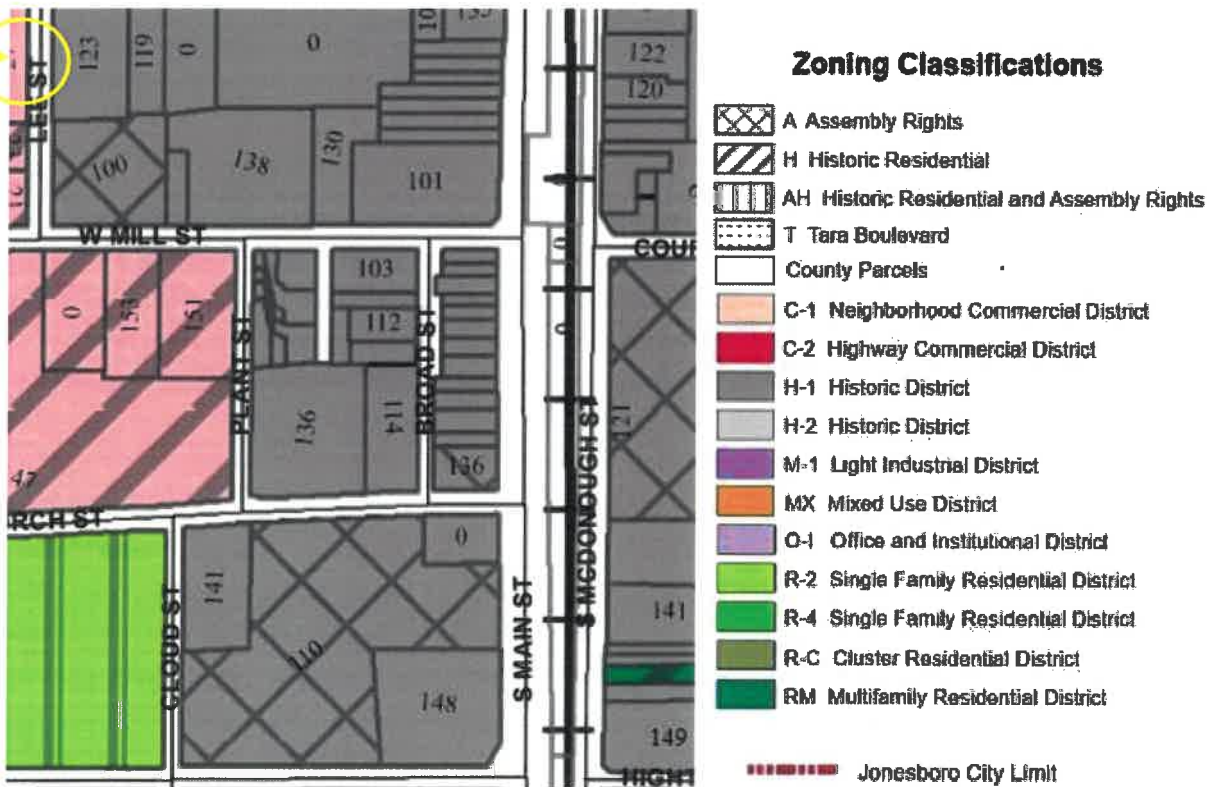 123
119
0
0
138
130
101
100
122
120
W MILL ST
0
153
151
103
112
136
114
136
121
47
PLANT ST
BROAD ST
S MCDONOUGH ST
S MAIN ST
CLOUD ST
141
0
110
148
141
149
Zoning Classifications
A Assembly Rights
H Historic Residential
AH Historic Residential and Assembly Rights
T Tara Boulevard
County Parcels
C-1 Neighborhood Commercial District
C-2 Highway Commercial District
H-1 Historic District
H-2 Historic District
M-1 Light Industrial District
MX Mixed Use District
O-I Office and Institutional District
R-2 Single Family Residential District
R-4 Single Family Residential District
R-C Cluster Residential District
RM Multifamily Residential District
Jonesboro City Limit